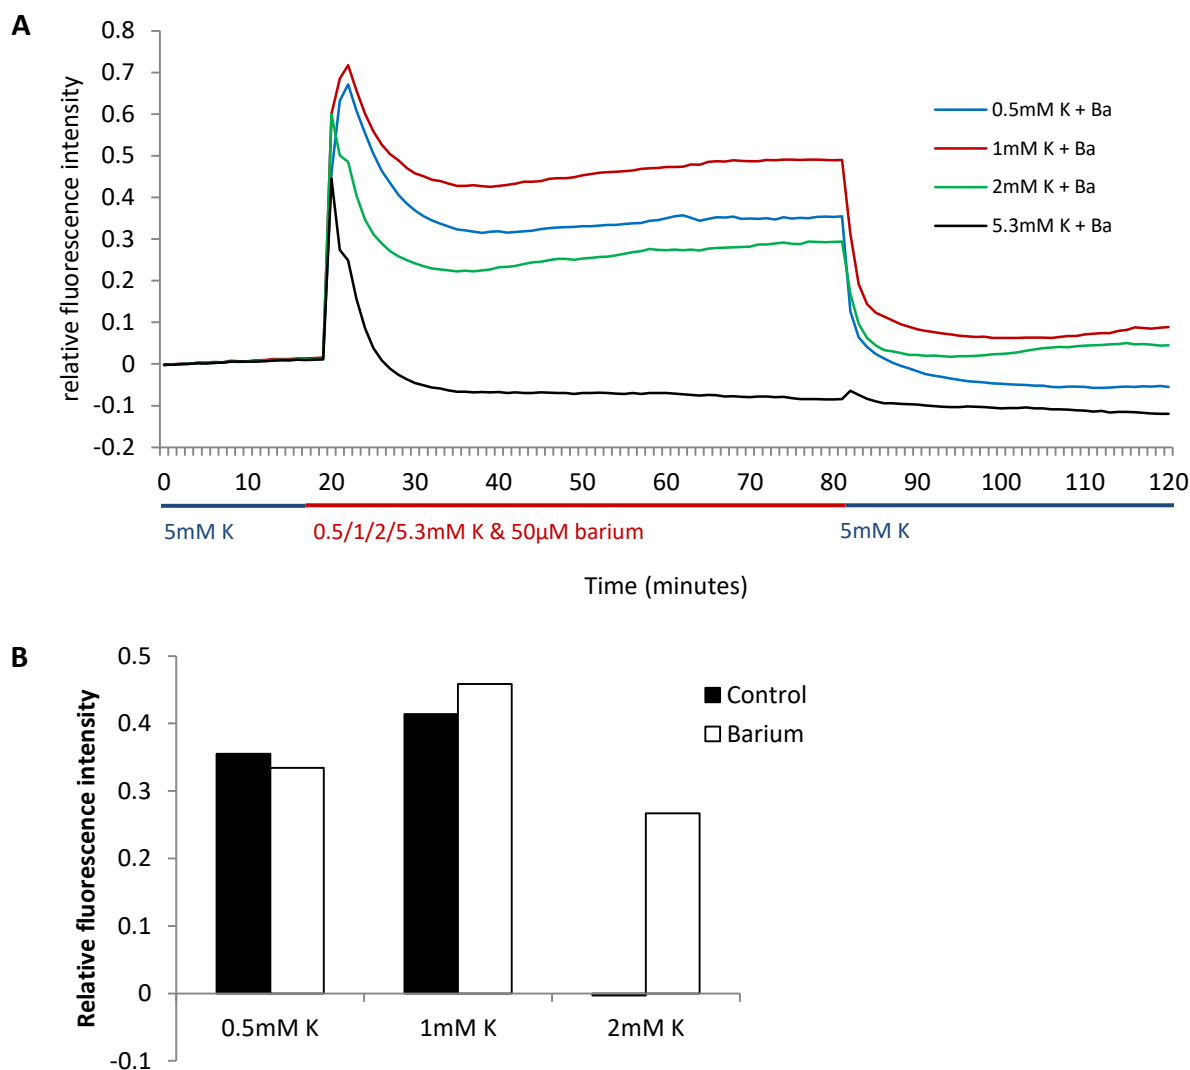 A
relative fluorescence intensity
0.8
0.7
0.6
0.5
0.4
0.3
0.2
0.1
0
-0.1
-0.2
0.5mM K + Ba
1mM K + Ba
2mM K + Ba
5.3mM K + Ba
0 10 20 30 40 50 60 70 80 90 100 110 120
5mM K 0.5/1/2/5.3mM K & 50µM barium 5mM K
Time (minutes)
B
Relative fluorescence intensity
0.5
0.4
0.3
0.2
0.1
0
-0.1
Control
Barium
0.5mM K 1mM K 2mM K